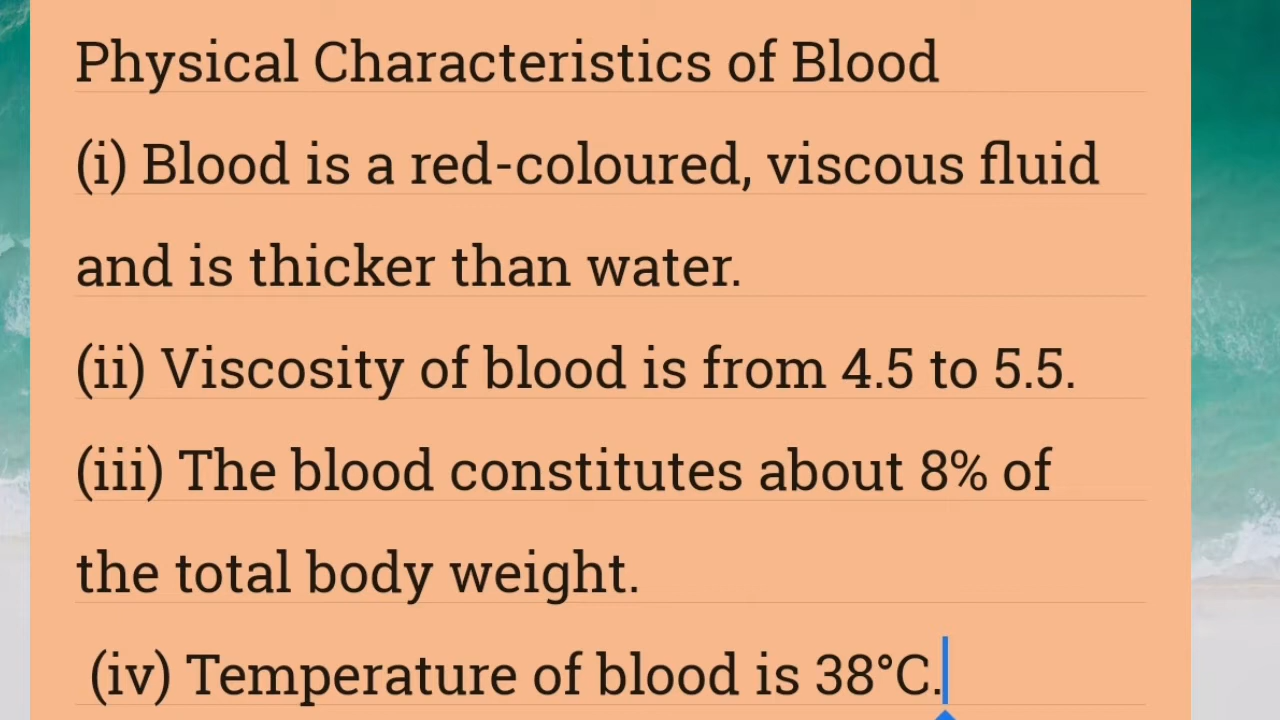 Physical Characteristics of Blood
(i) Blood is a red-coloured, viscous fluid
and is thicker than water.
(ii) Viscosity of blood is from 4.5 to 5.5.
(iii) The blood constitutes about 8% of
the total body weight.
(iv) Temperature of blood is 38°C.